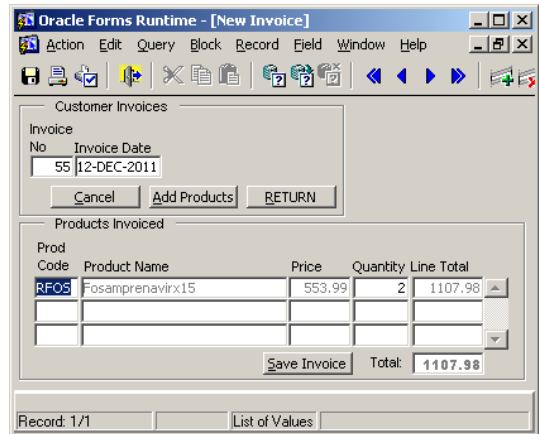 Oracle Forms Runtime - [New Invoice]
Action Edit Query Block Record Field Window Help
Customer Invoices
Invoice
No Invoice Date
55 12-DEC-2011
Cancel Add Products RETURN
Products Invoiced
Prod
Code Product Name Price Quantity Line Total
RFOS Fosamprenavirx15 553.99 2 1107.98
Save Invoice Total: 1107.98
Record: 1/1 List of Values